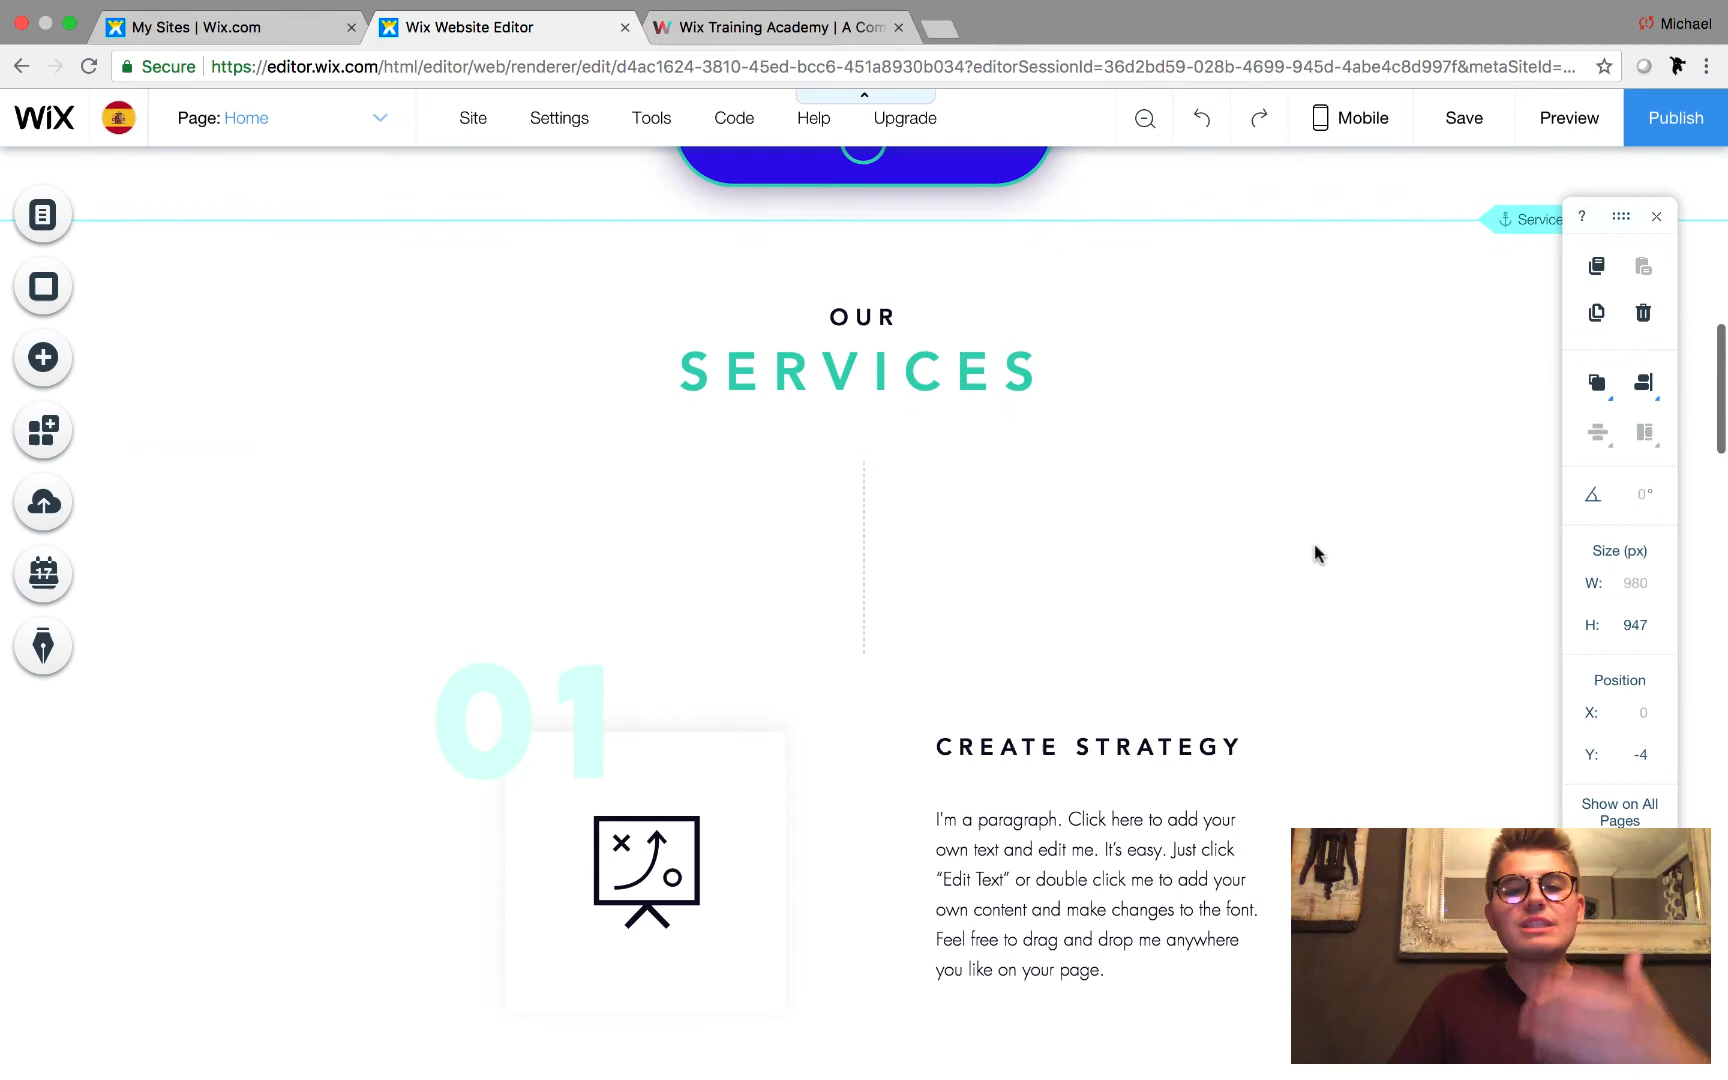 My Sites | Wix.com
Wix Website Editor
Wix Training Academy | A Com
Michael
Secure
https://editor.wix.com/html/editor/web/renderer/edit/d4ac1624-3810-45ed-bcc6-451a8930b034?editorSessionId=36d2bd59-028b-4699-945d-4abe4c8d997f&metaSiteId=...
WiX
Page: Home
Site
Settings
Tools
Code
Help
Upgrade
Mobile
Save
Preview
Publish
Service
?
17
OUR
SERVICES
0°
Size (px)
W: 980
H: 947
Position
X: 0
Y: -4
Show on All
Pages
01
CREATE STRATEGY
I'm a paragraph. Click here to add your
own text and edit me. It's easy. Just click
“Edit Text” or double click me to add your
own content and make changes to the font.
Feel free to drag and drop me anywhere
you like on your page.